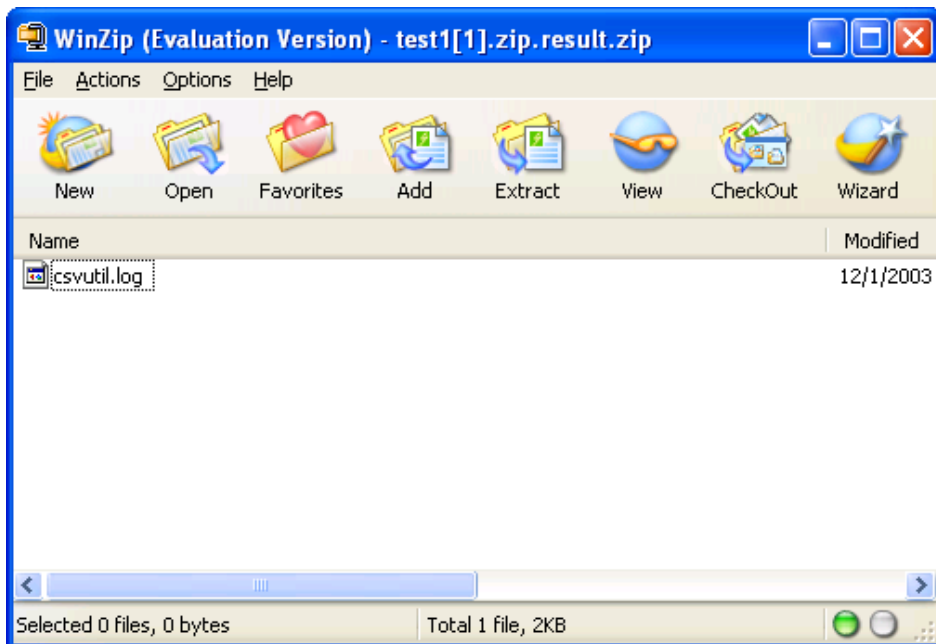 WinZip (Evaluation Version) - test1[1].zip.result.zip
File Actions Options Help
New Open Favorites Add Extract View CheckOut Wizard
Name Modified
csvutil.log 12/1/2003
Selected 0 files, 0 bytes Total 1 file, 2KB